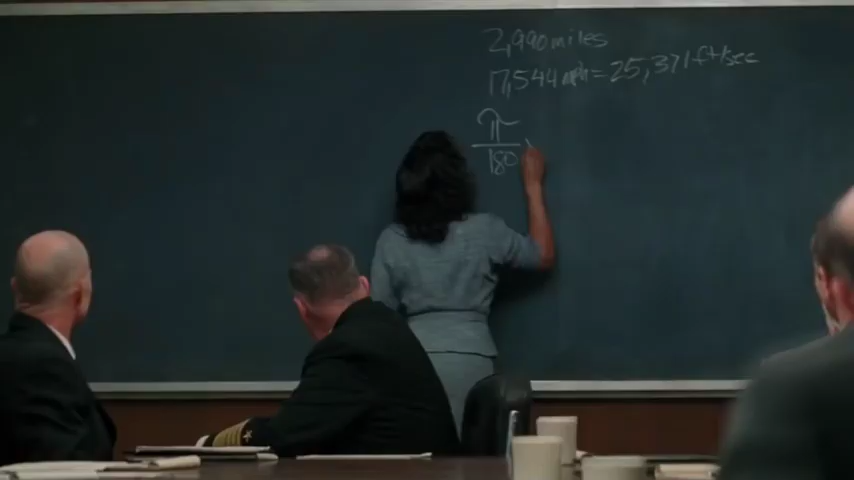 2,990 miles
17,544 mph = 25,371 ft/sec
π
180